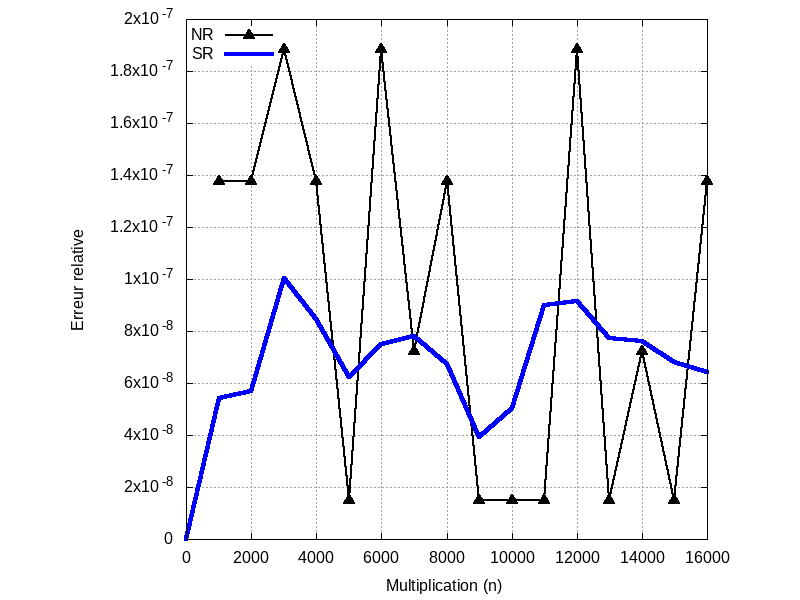 NR
SR
2x10 -7
1.8x10 -7
1.6x10 -7
1.4x10 -7
1.2x10 -7
1x10 -7
8x10 -8
6x10 -8
4x10 -8
2x10 -8
0
Erreur relative
0 2000 4000 6000 8000 10000 12000 14000 16000
Multiplication (n)